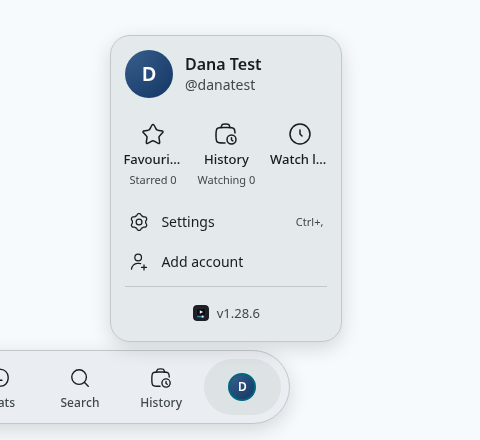 D
Dana Test
@danatest
Favouri...
History
Watch l...
Starred 0
Watching 0
Settings
Ctrl+,
Add account
v1.28.6
ats
Search
History
D